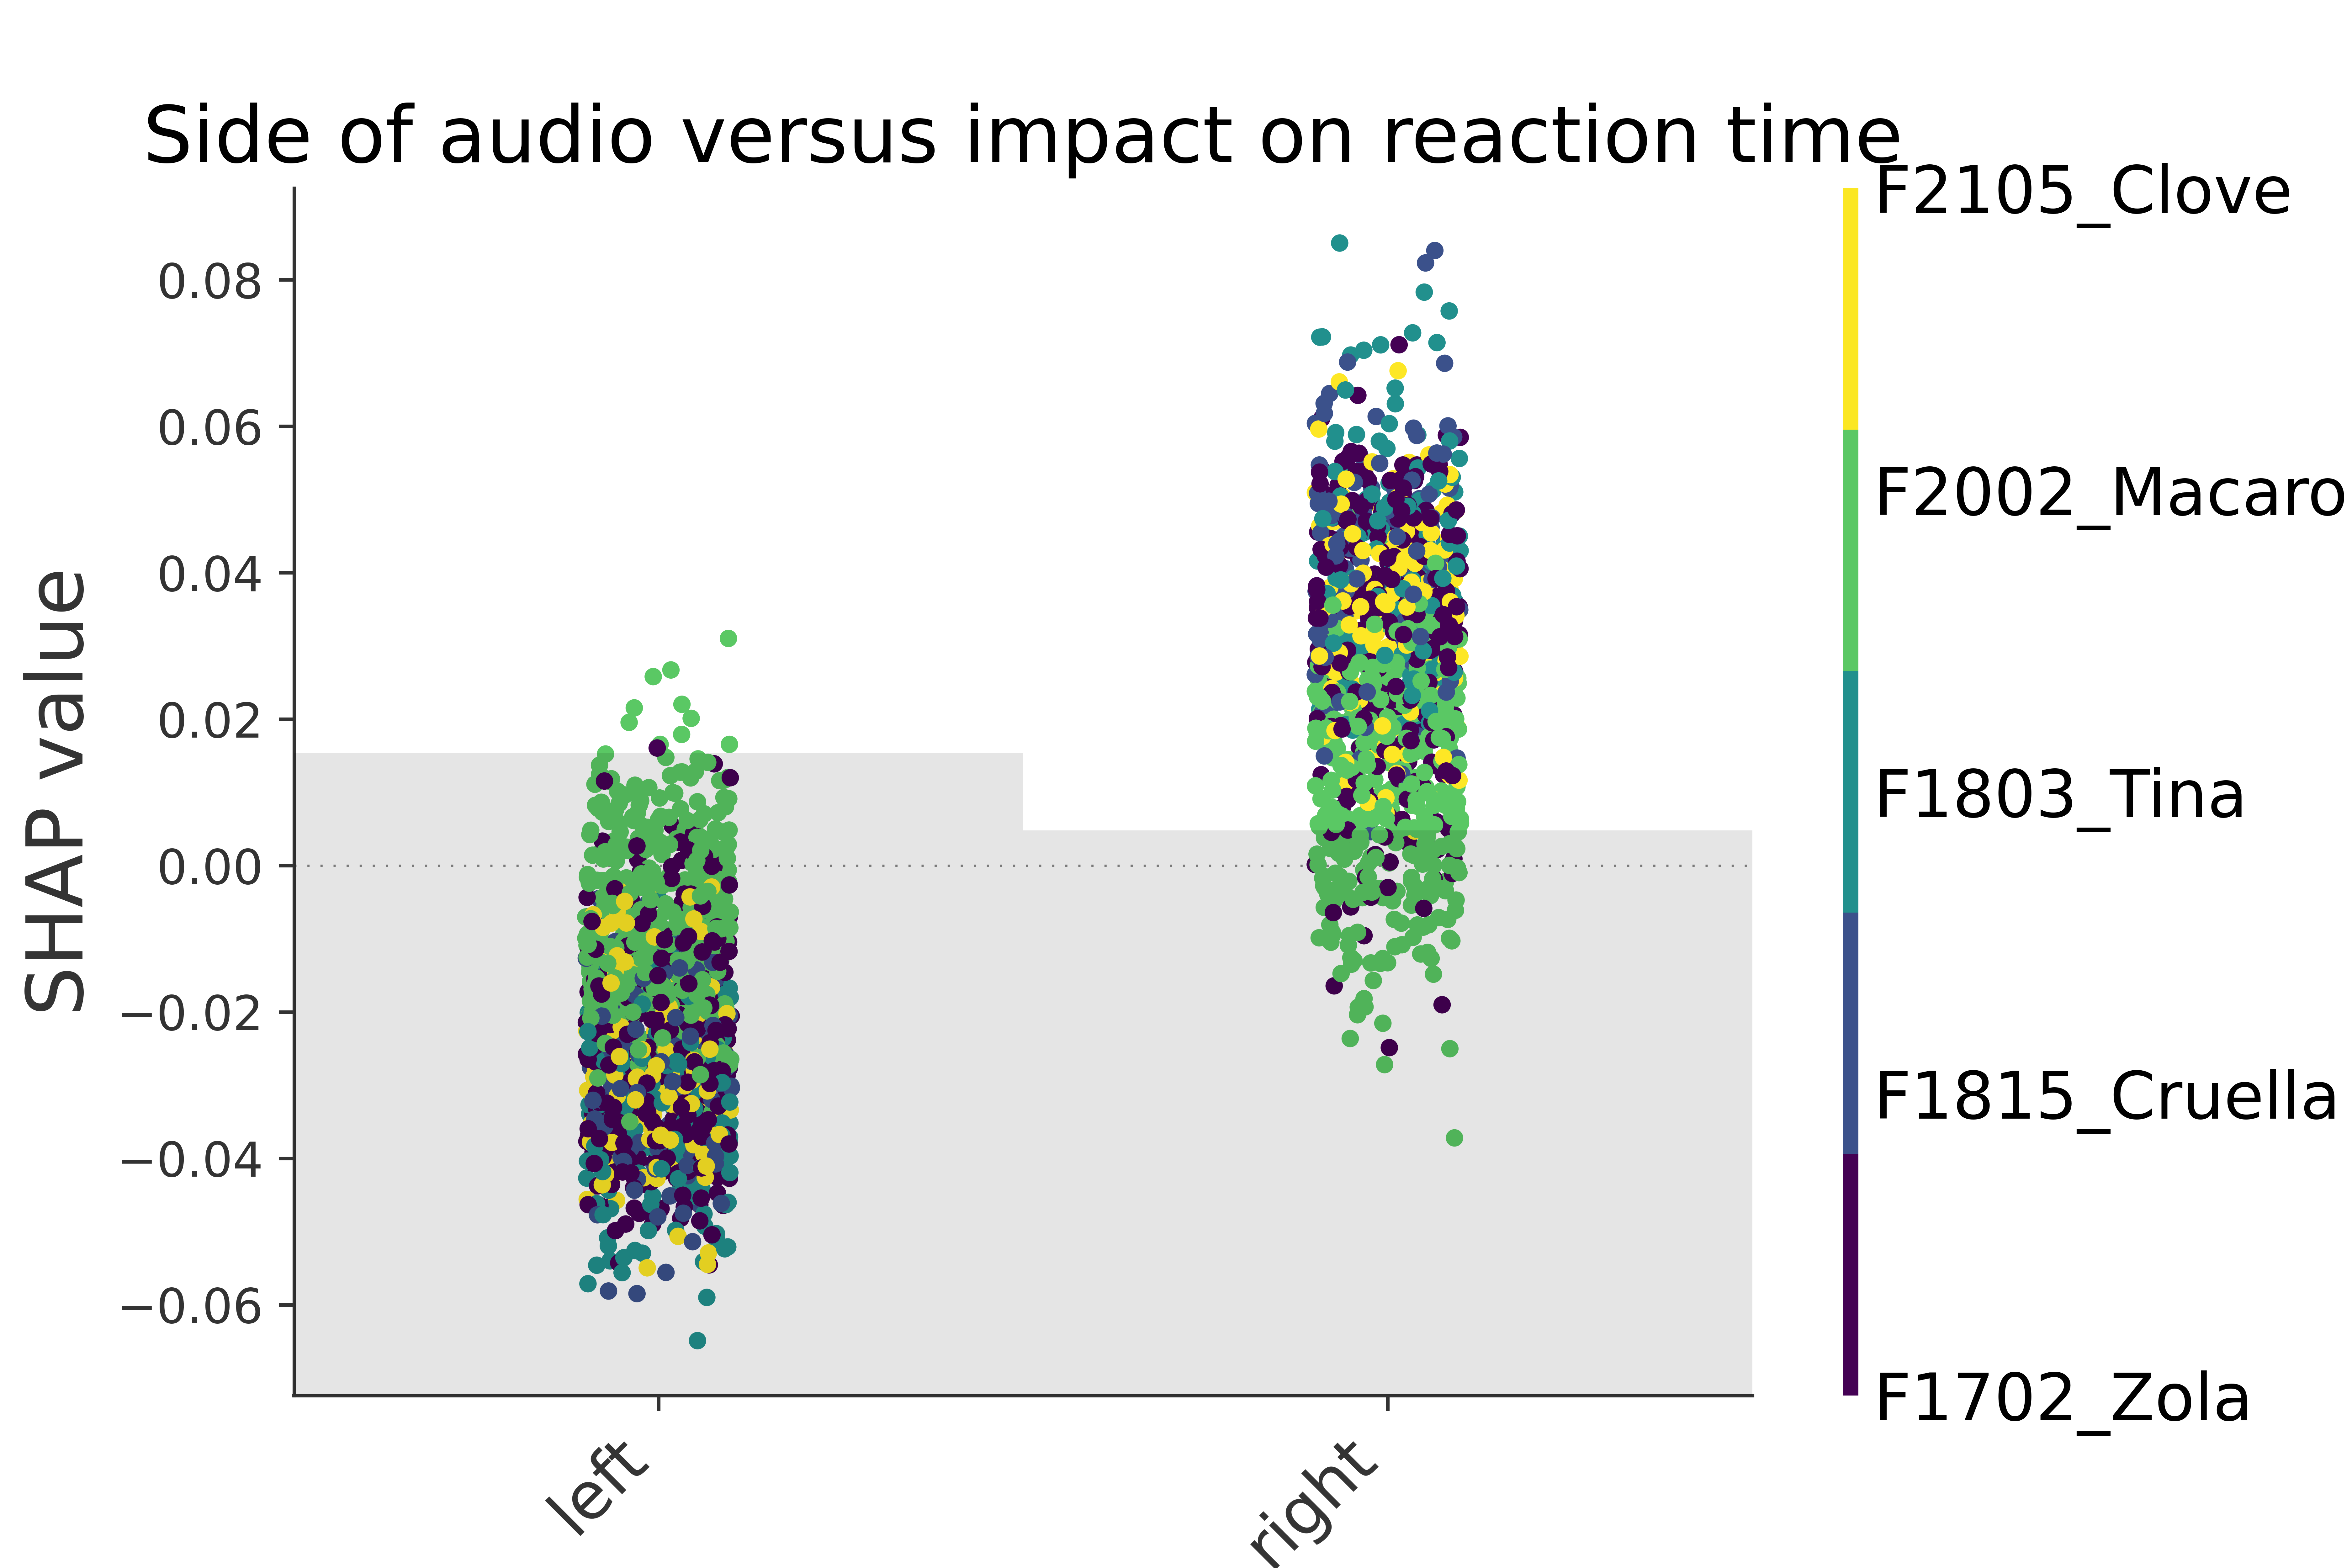 Side of audio versus impact on reaction time
SHAP value
0.08
0.06
0.04
0.02
0.00
−0.02
−0.04
−0.06
left
right
F2105_Clove
F2002_Macaro
F1803_Tina
F1815_Cruella
F1702_Zola